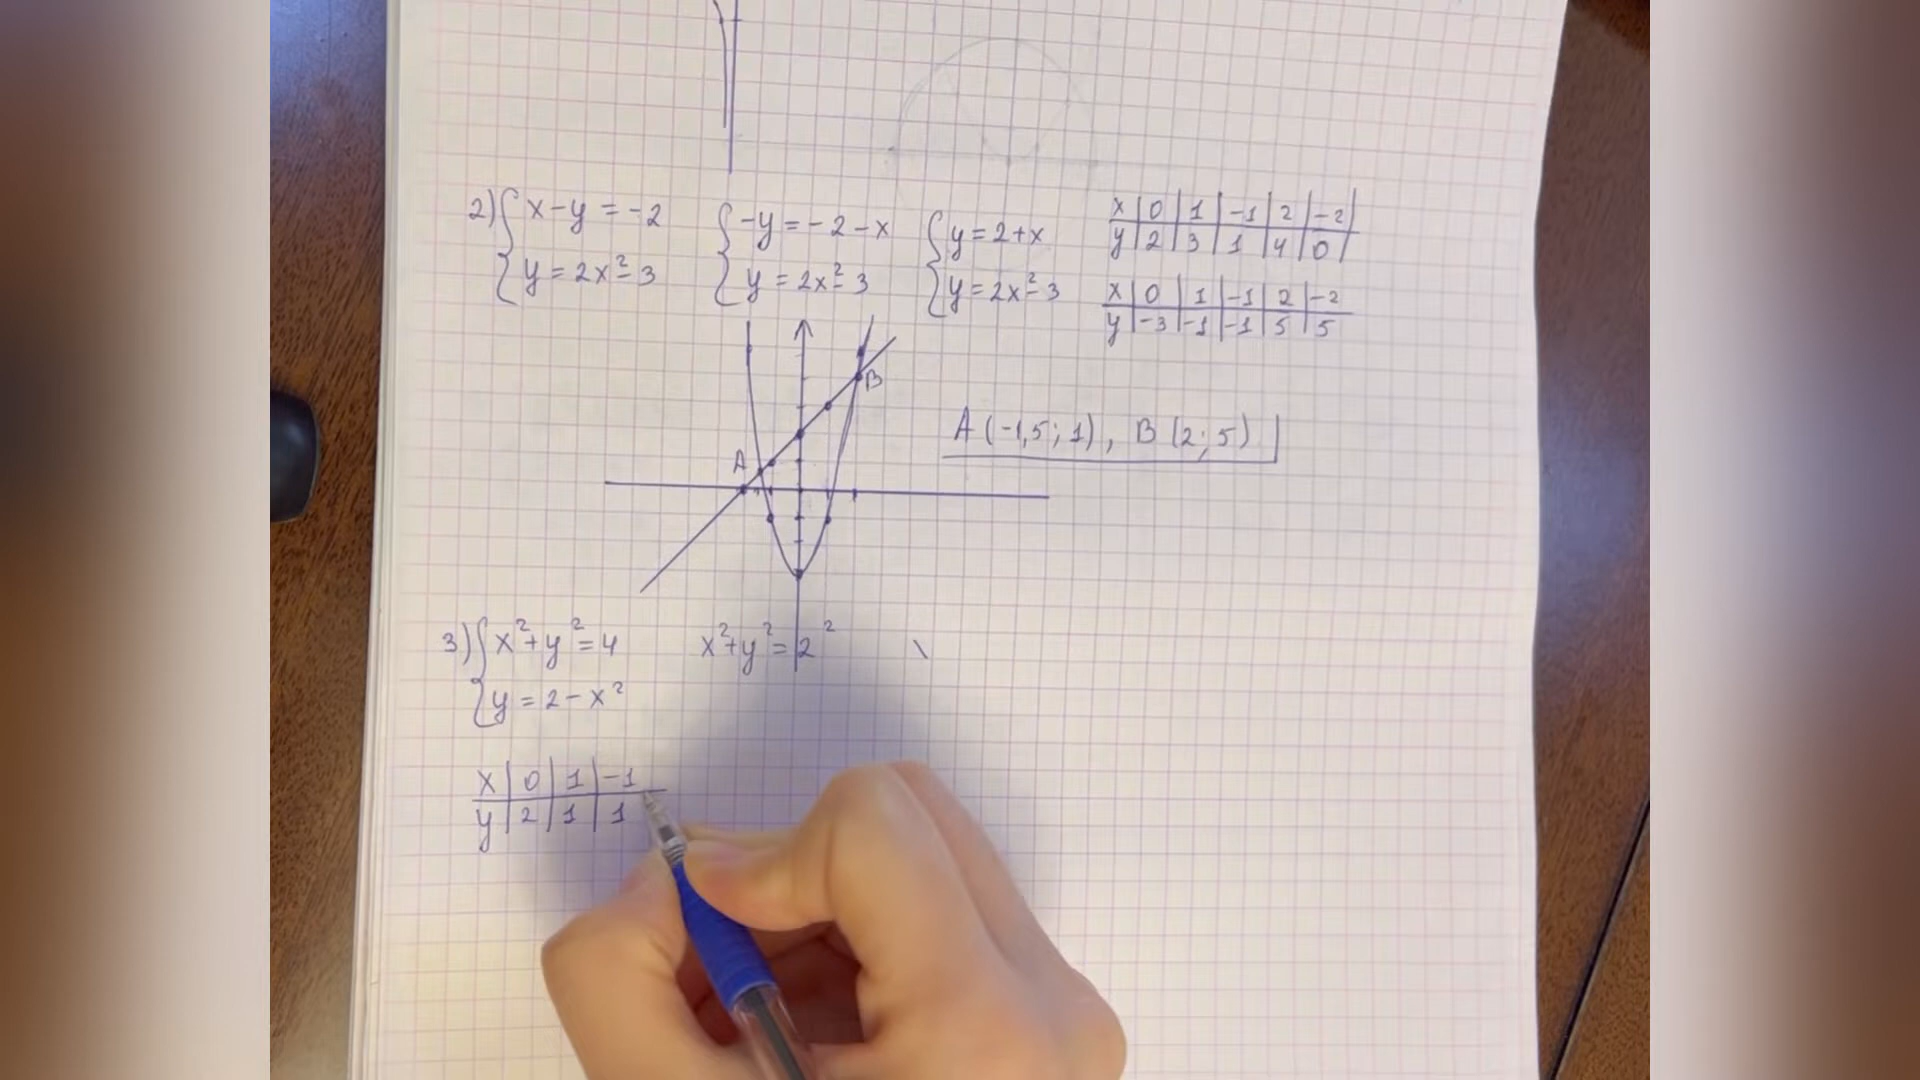 2) { x-y = -2
y = 2x² - 3
{ -y = -2-x
y = 2x² - 3
{ y = 2+x
y = 2x² - 3
x | 0 | 1 | -1 | 2 | -2
y | 2 | 3 | 1 | 4 | 0
x | 0 | 1 | -1 | 2 | -2
y | -3 | -1 | -1 | 5 | 5
B
A
A (-1,5; 1), B (2; 5)
3) { x²+y² = 4
y = 2 - x²
x²+y² = 2²
x | 0 | 1 | -1
y | 2 | 1 | 1